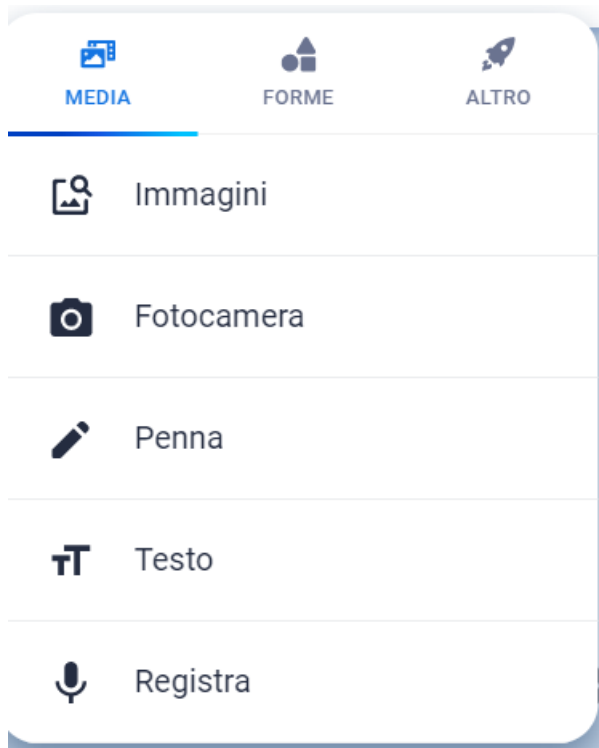 MEDIA FORME ALTRO
Immagini
Fotocamera
Penna
Testo
Registra